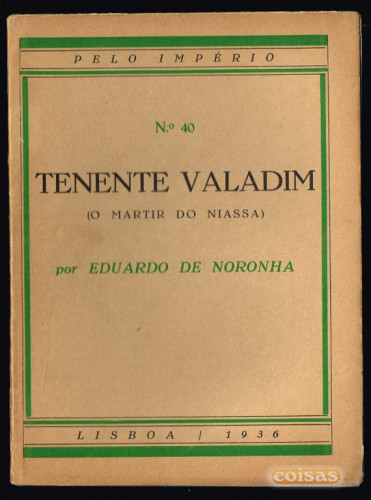 PELO IMPÉRIO
N.º 40
TENENTE VALADIM
(O MARTIR DO NIASSA)
por EDUARDO DE NORONHA
LISBOA / 1936
coisas